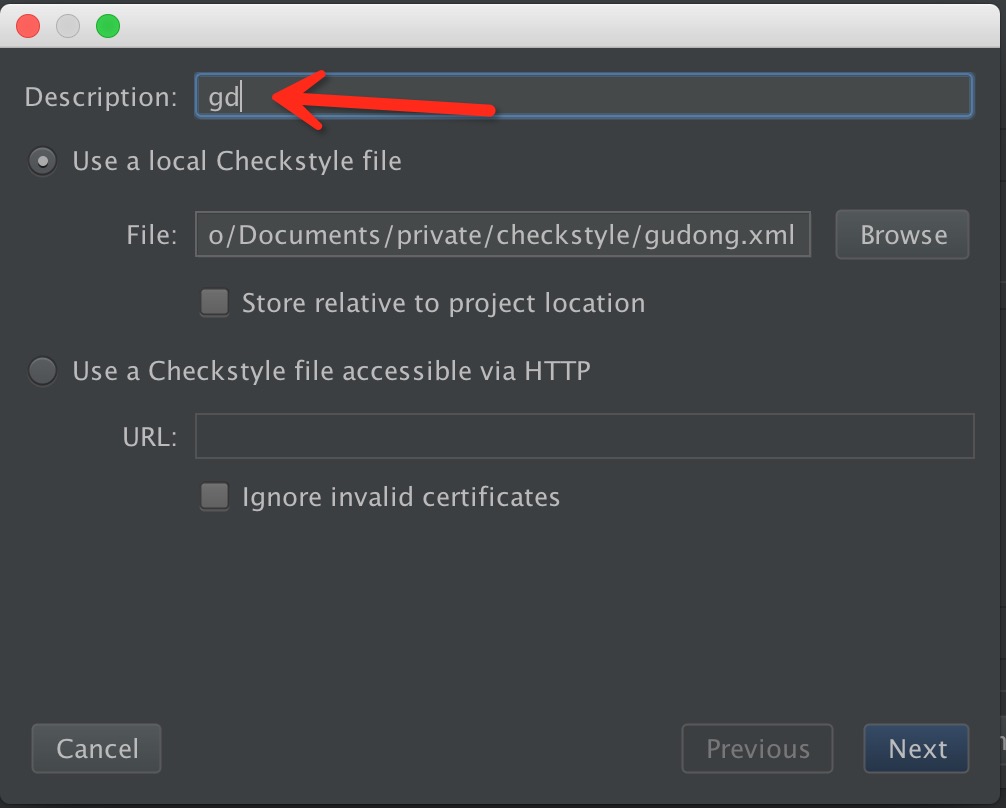 Description: gd
Use a local Checkstyle file
File: o/Documents/private/checkstyle/gudong.xml Browse
Store relative to project location
Use a Checkstyle file accessible via HTTP
URL:
Ignore invalid certificates
Cancel Previous Next